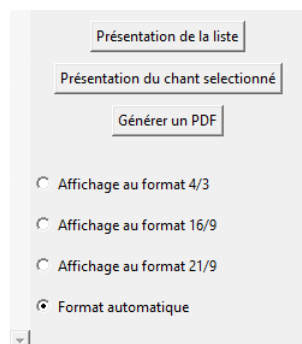 Présentation de la liste
Présentation du chant selectionné
Générer un PDF
Affichage au format 4/3
Affichage au format 16/9
Affichage au format 21/9
Format automatique